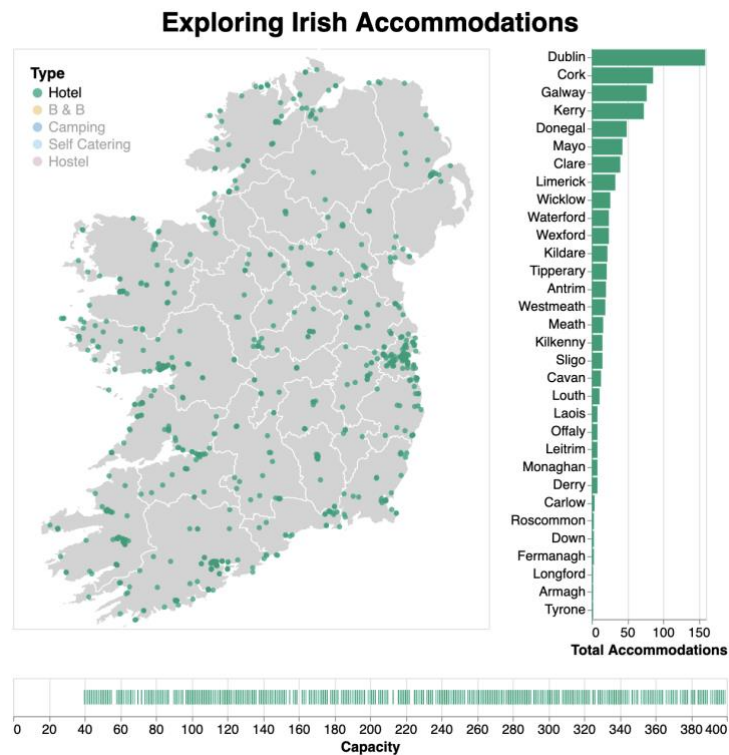 Exploring Irish Accommodations
Type
Hotel
B & B
Camping
Self Catering
Hostel
Dublin
Cork
Galway
Kerry
Donegal
Mayo
Clare
Limerick
Wicklow
Waterford
Wexford
Kildare
Tipperary
Antrim
Westmeath
Meath
Kilkenny
Sligo
Cavan
Louth
Laois
Offaly
Leitrim
Monaghan
Derry
Carlow
Roscommon
Down
Fermanagh
Longford
Armagh
Tyrone
0 50 100 150
Total Accommodations
0 20 40 60 80 100 120 140 160 180 200 220 240 260 280 300 320 340 360 380 400
Capacity